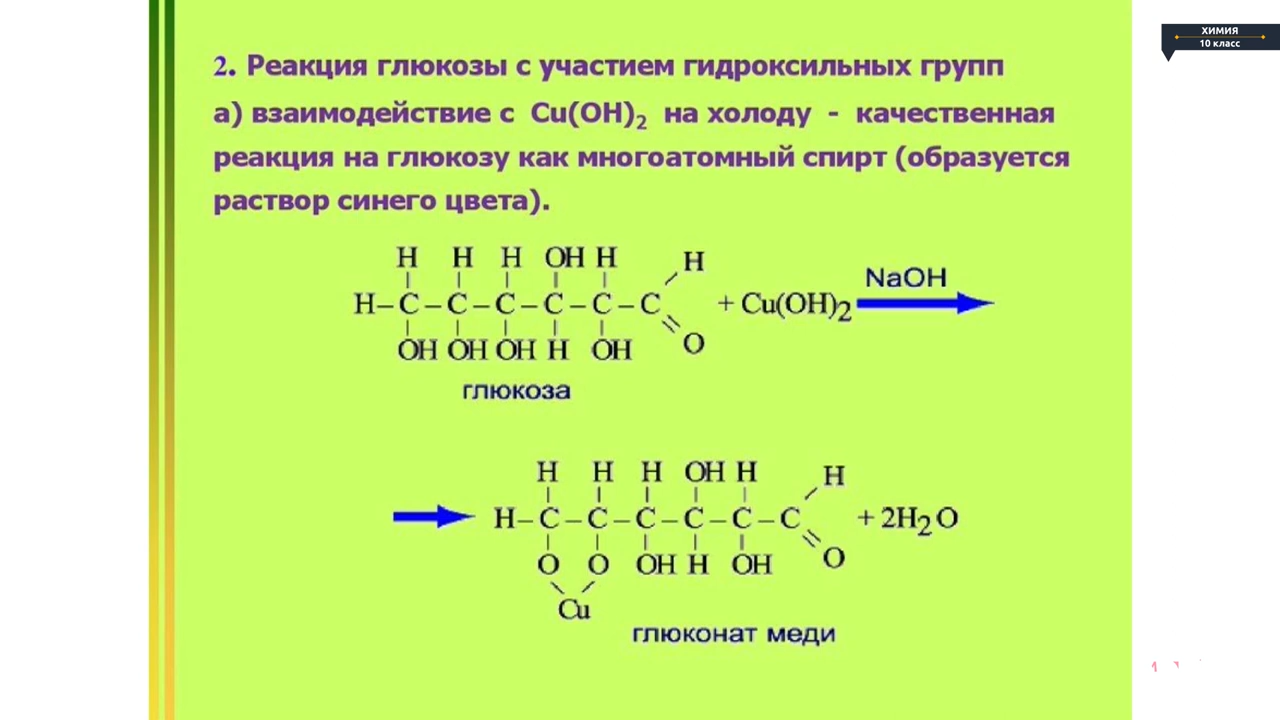 ХИМИЯ
10 класс
2. Реакция глюкозы с участием гидроксильных групп
а) взаимодействие с Cu(OH)2 на холоду - качественная
реакция на глюкозу как многоатомный спирт (образуется
раствор синего цвета).
H H H OH H H
H–C–C–C–C–C–C + Cu(OH)2 NaOH
OH OH OH H OH O
глюкоза
H H H OH H H
H–C–C–C–C–C–C + 2H2O
O O OH H OH O
Cu
глюконат меди